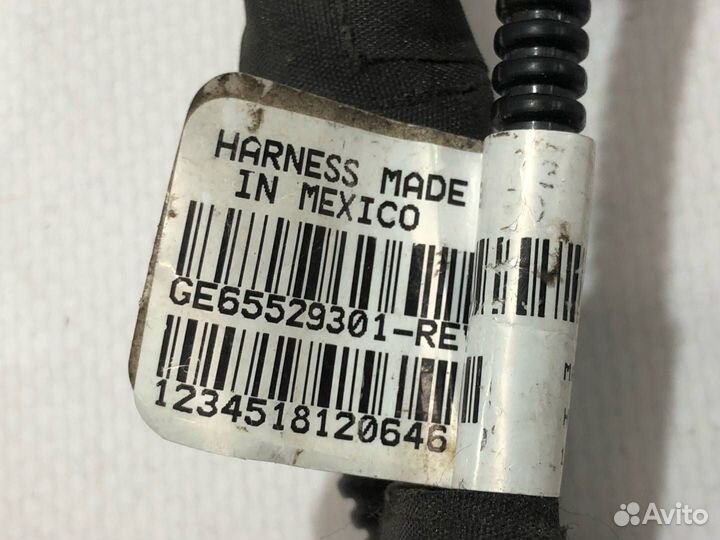 HARNESS MADE
IN MEXICO
GE65529301-RE
1234518120646
Avito